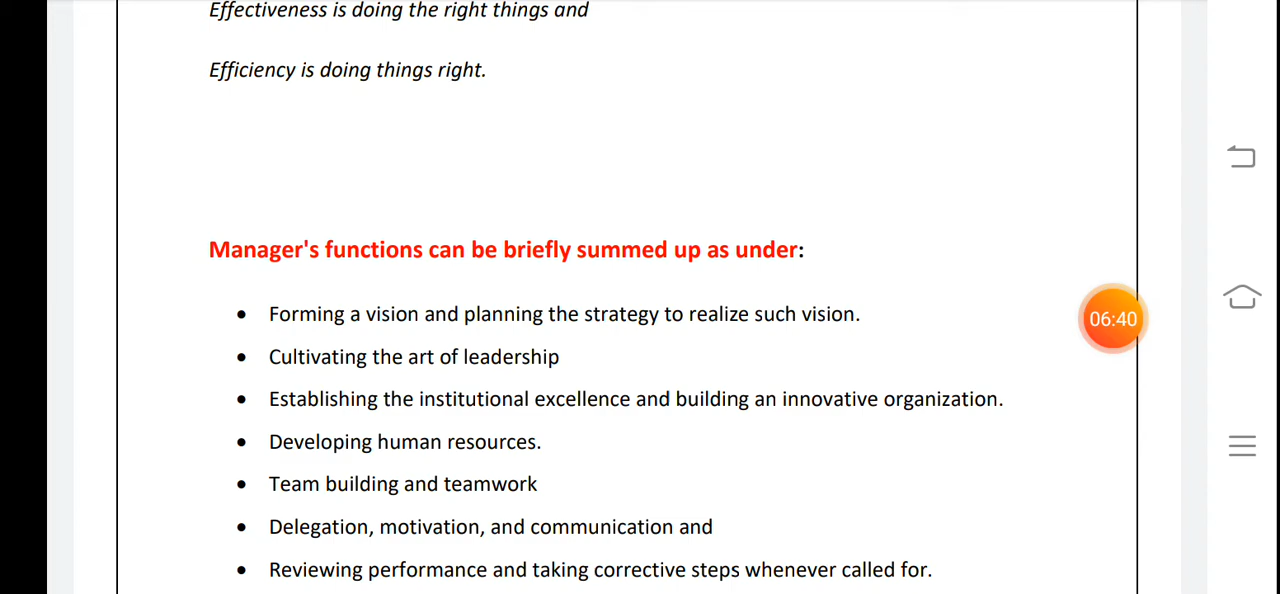 Effectiveness is doing the right things and
Efficiency is doing things right.
Manager's functions can be briefly summed up as under:
• Forming a vision and planning the strategy to realize such vision.
• Cultivating the art of leadership
• Establishing the institutional excellence and building an innovative organization.
• Developing human resources.
• Team building and teamwork
• Delegation, motivation, and communication and
• Reviewing performance and taking corrective steps whenever called for.
06:40